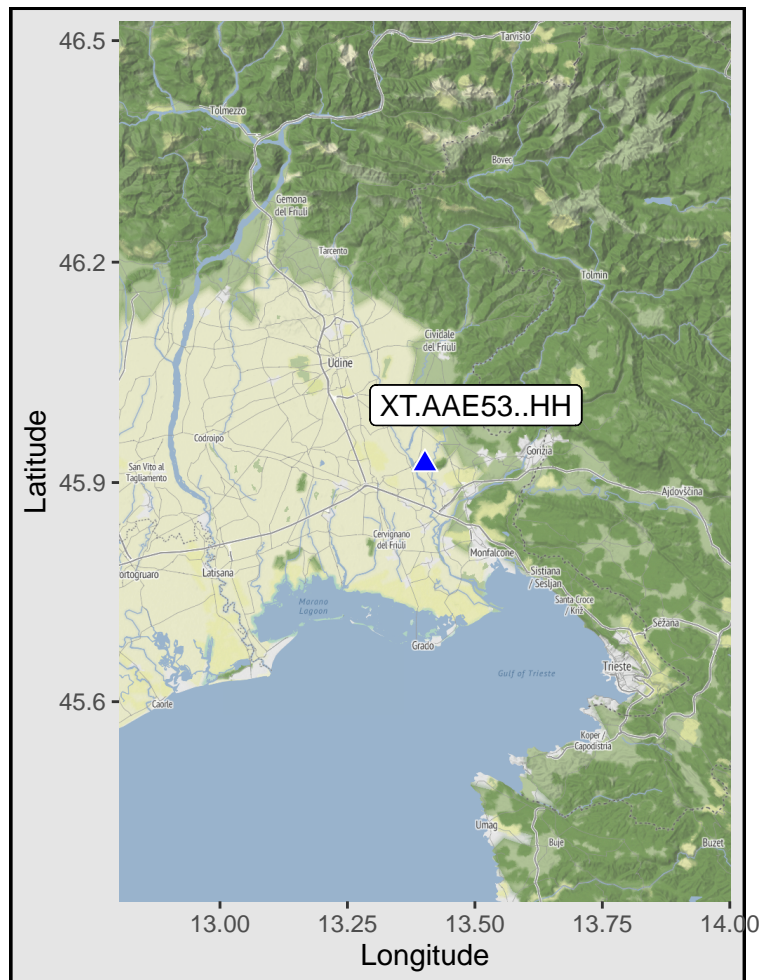 46.5
Tarvisio
Tolmezzo
Bovec
Gemona
del Friuli
Tarcento
46.2
Tolmin
Cividale
del Friuli
Udine
XT.AAE53..HH
Latitude
Codroipo
Gorizia
San Vito al
Tagliamento
45.9
Ajdovščina
Cervignano
del Friuli
Monfalcone
ortogruaro
Latisana
Sistiana
/ Sesljan
Marano
Lagoon
Santa Croce
/ Križ
Sežana
Grado
Trieste
Gulf of Trieste
45.6
Caorle
Koper /
Capodistria
Umag
Buje
Buzet
13.00
13.25
13.50
13.75
14.00
Longitude